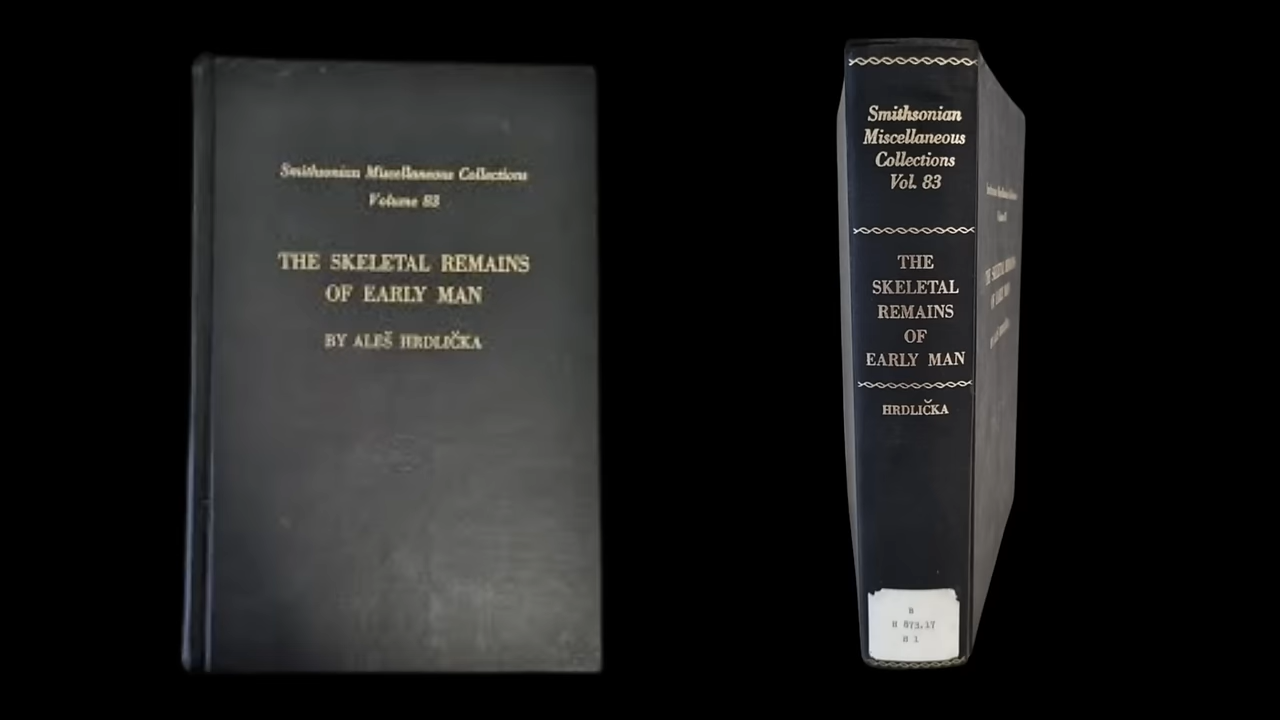 Smithsonian Miscellaneous Collections
Volume 83
THE SKELETAL REMAINS
OF EARLY MAN
BY ALEŠ HRDLIČKA
Smithsonian
Miscellaneous
Collections
Vol. 83
THE
SKELETAL
REMAINS
OF
EARLY MAN
HRDLIČKA